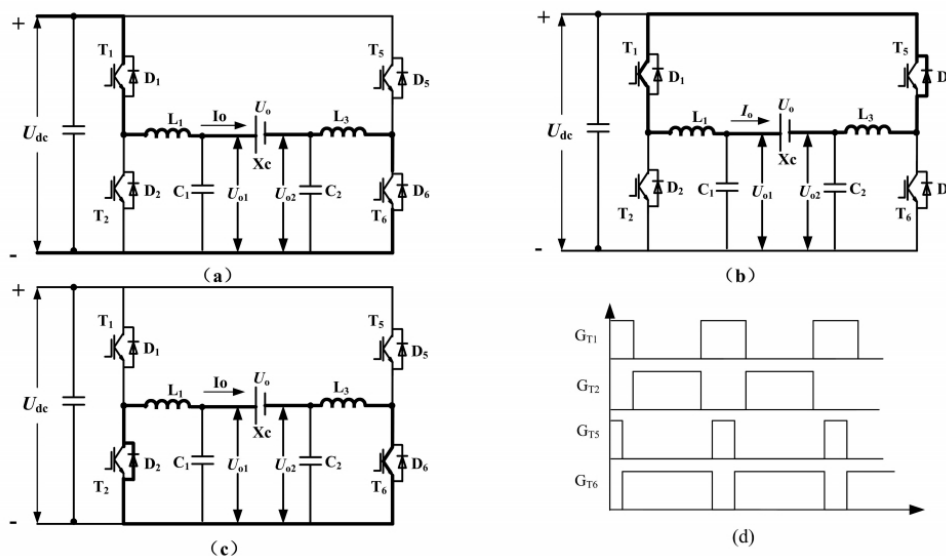 +
T1
T5
D1
D5
Uo
L1
Io
L3
Udc
Xc
D2
C1
Uo1
Uo2
C2
D6
T2
T6
-
(a)
+
T1
T5
D1
D
Uo
L1
Io
L3
Udc
Xc
D2
C1
Uo1
Uo2
C2
D
T2
T6
-
(b)
+
T1
T5
D1
D5
Uo
L1
Io
L3
Udc
Xc
D2
C1
Uo1
Uo2
C2
D6
T2
T6
-
(c)
GT1
GT2
GT5
GT6
(d)